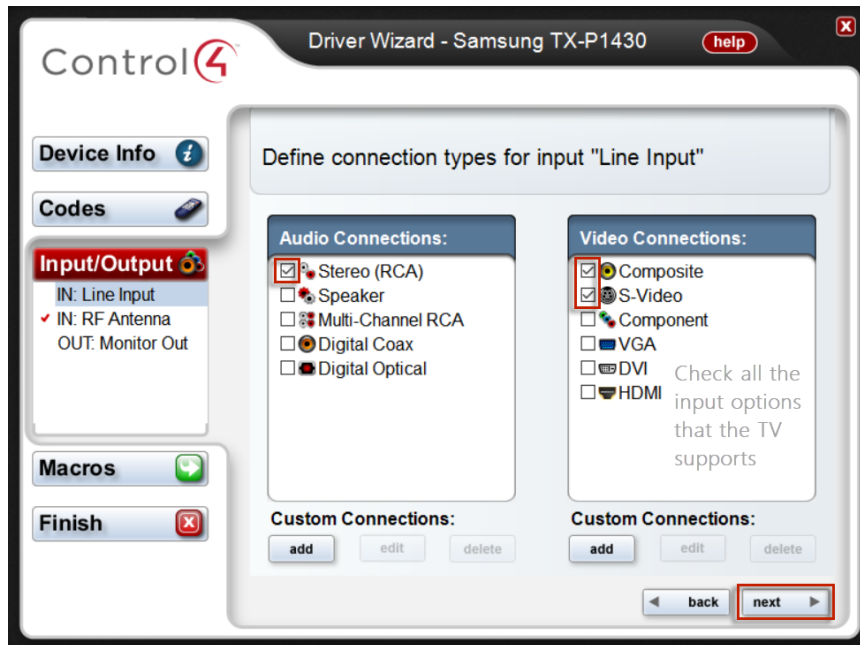 Control4
Driver Wizard - Samsung TX-P1430
help
X
Device Info
i
Codes
Input/Output
IN: Line Input
IN: RF Antenna
OUT: Monitor Out
Macros
Finish
Define connection types for input "Line Input"
Audio Connections:
Stereo (RCA)
Speaker
Multi-Channel RCA
Digital Coax
Digital Optical
Custom Connections:
add
edit
delete
Video Connections:
Composite
S-Video
Component
VGA
DVI
HDMI
Check all the
input options
that the TV
supports
Custom Connections:
add
edit
delete
back
next